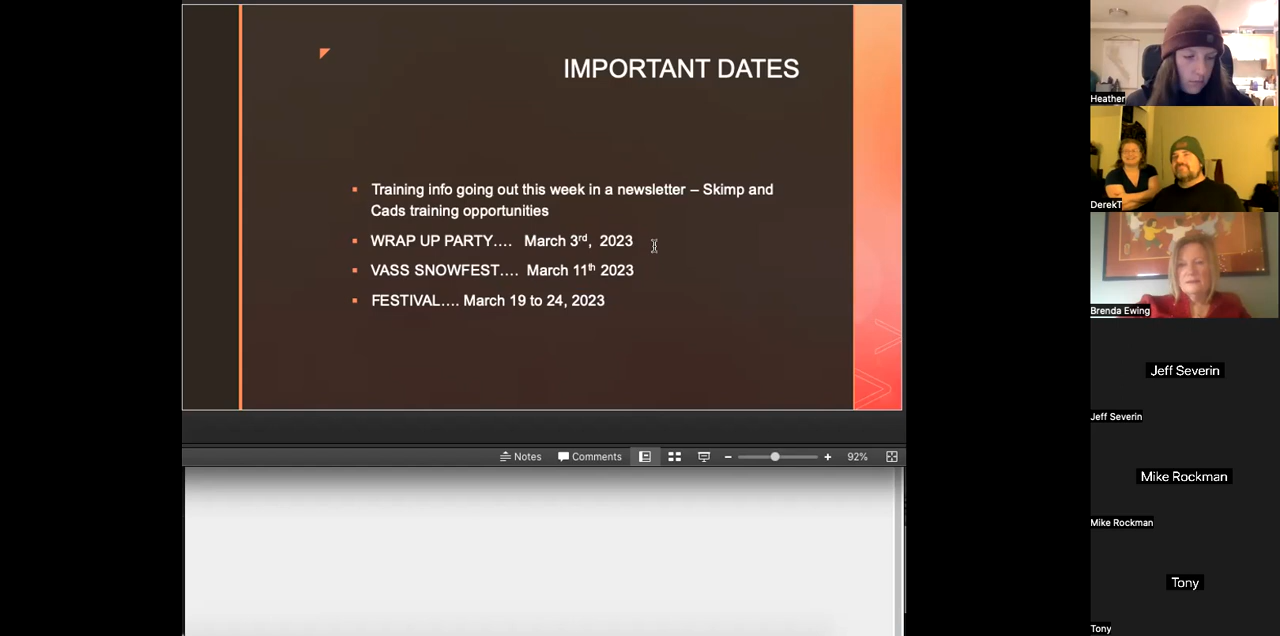 IMPORTANT DATES
Training info going out this week in a newsletter – Skimp and
Cads training opportunities
WRAP UP PARTY.... March 3rd, 2023
VASS SNOWFEST.... March 11th 2023
FESTIVAL.... March 19 to 24, 2023
Notes
Comments
92%
Heather
DerekT
Brenda Ewing
Jeff Severin
Jeff Severin
Mike Rockman
Mike Rockman
Tony
Tony